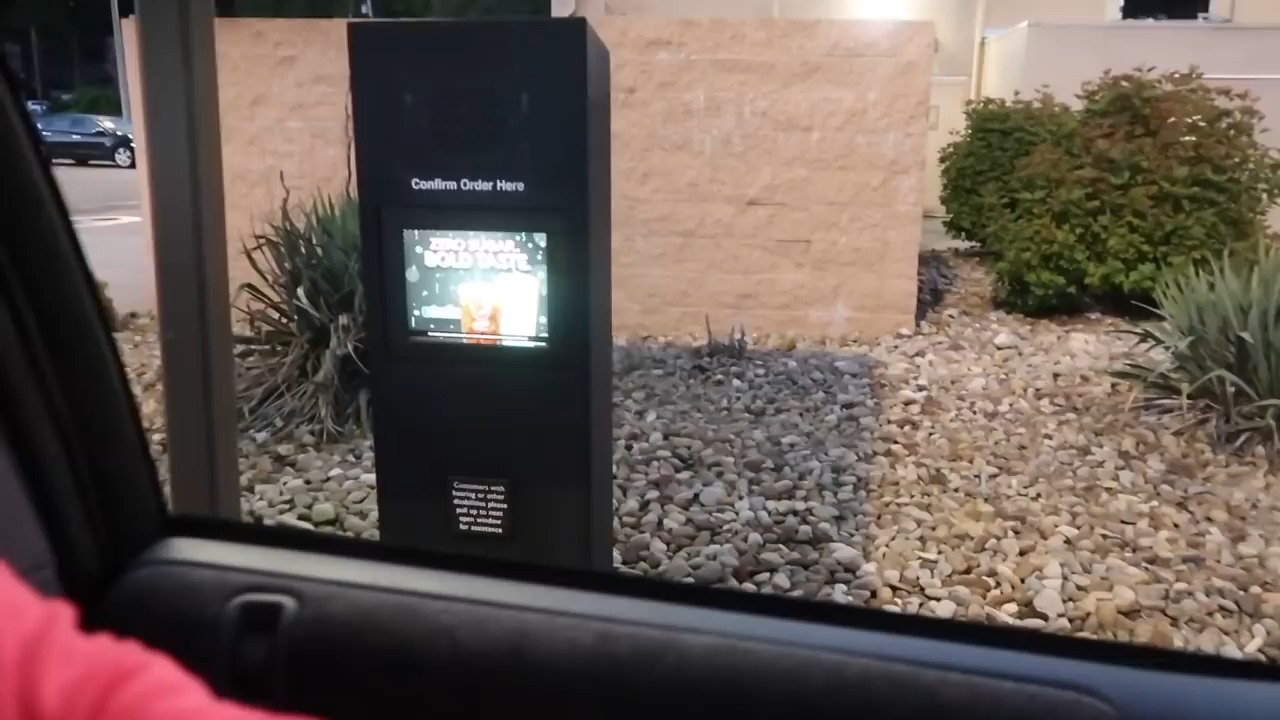 Confirm Order Here
ZERO SUGAR.
BOLD TASTE.
Customers with
hearing or other
disabilities please
pull up to next
open window
for assistance